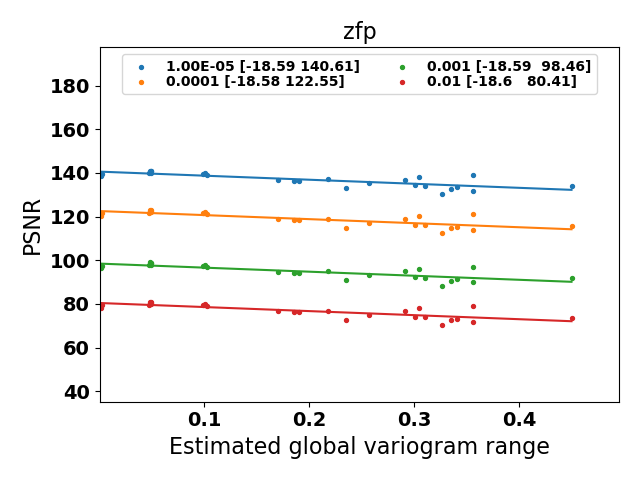 zfp
1.00E-05 [-18.59 140.61]
0.0001 [-18.58 122.55]
0.001 [-18.59  98.46]
0.01 [-18.6   80.41]
PSNR
180
160
140
120
100
80
60
40
0.1 0.2 0.3 0.4
Estimated global variogram range